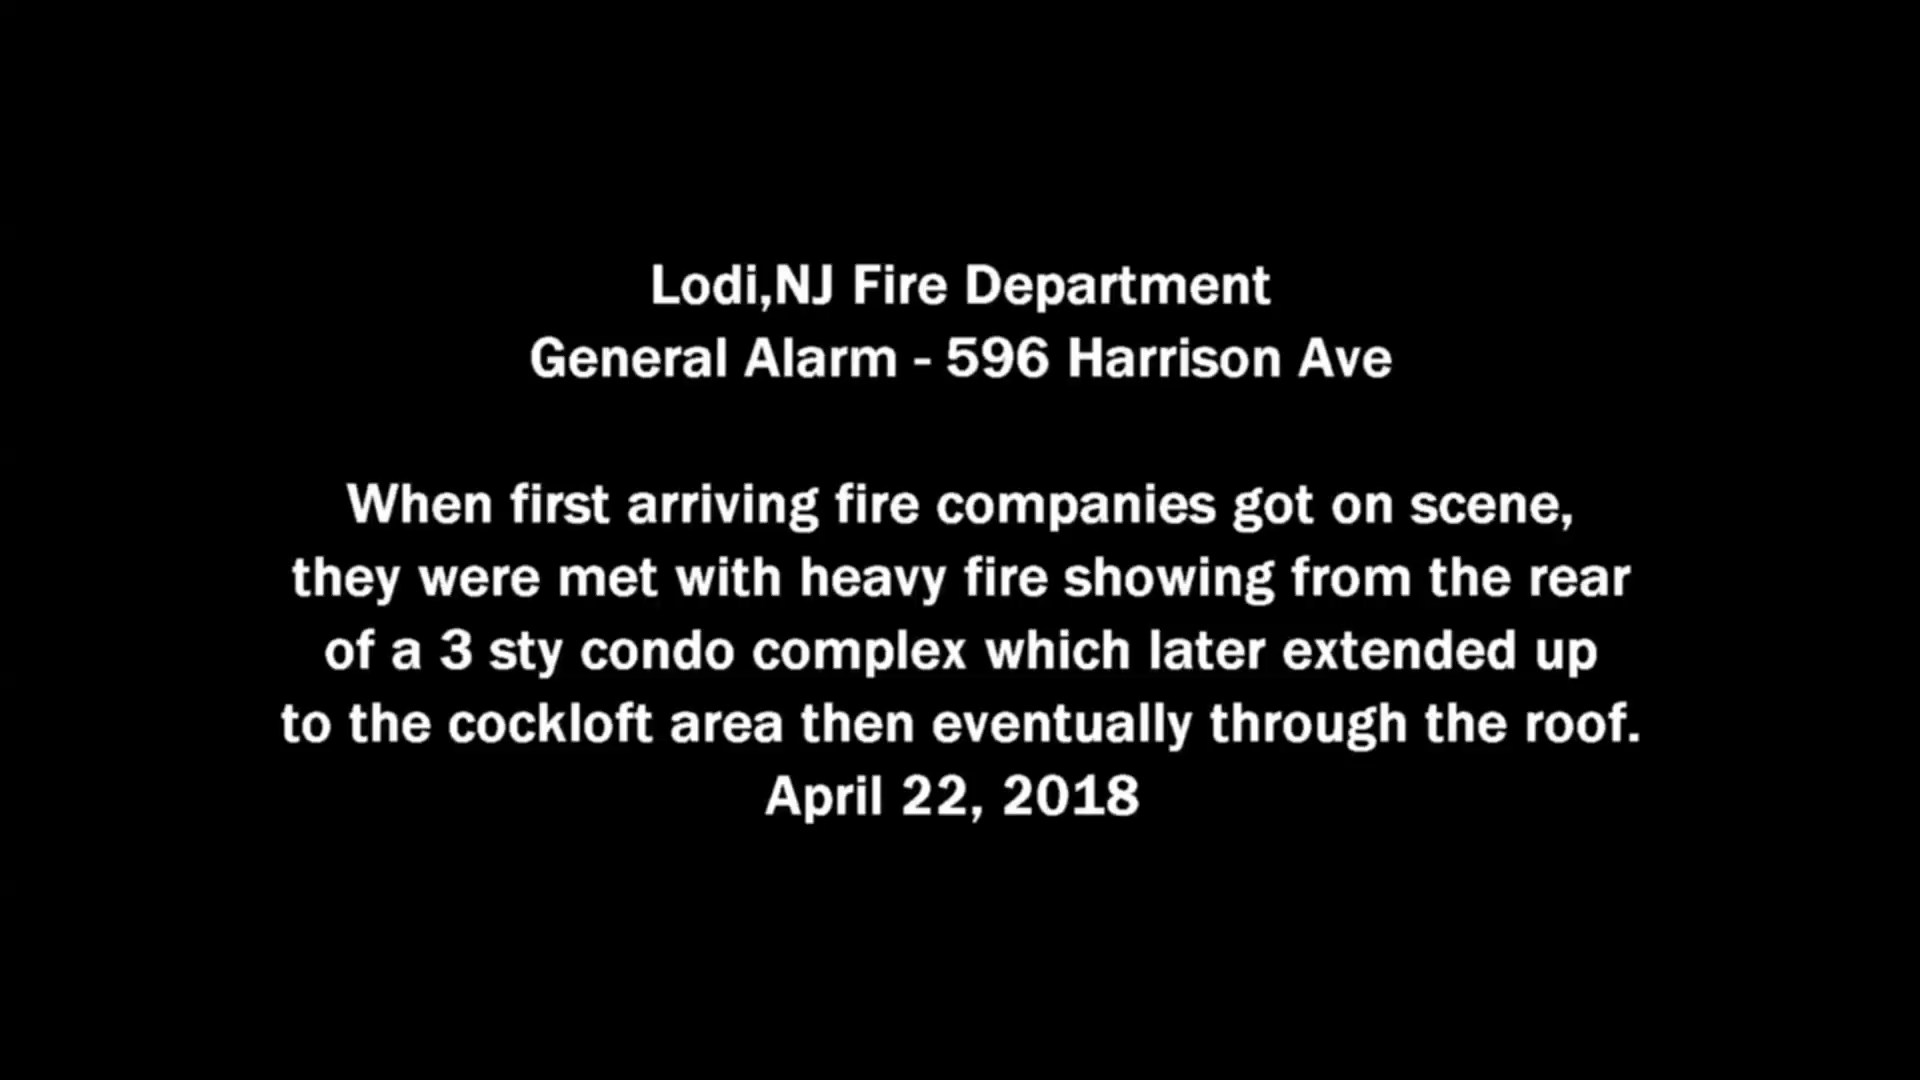 Lodi,NJ Fire Department
General Alarm - 596 Harrison Ave
When first arriving fire companies got on scene,
they were met with heavy fire showing from the rear
of a 3 sty condo complex which later extended up
to the cockloft area then eventually through the roof.
April 22, 2018